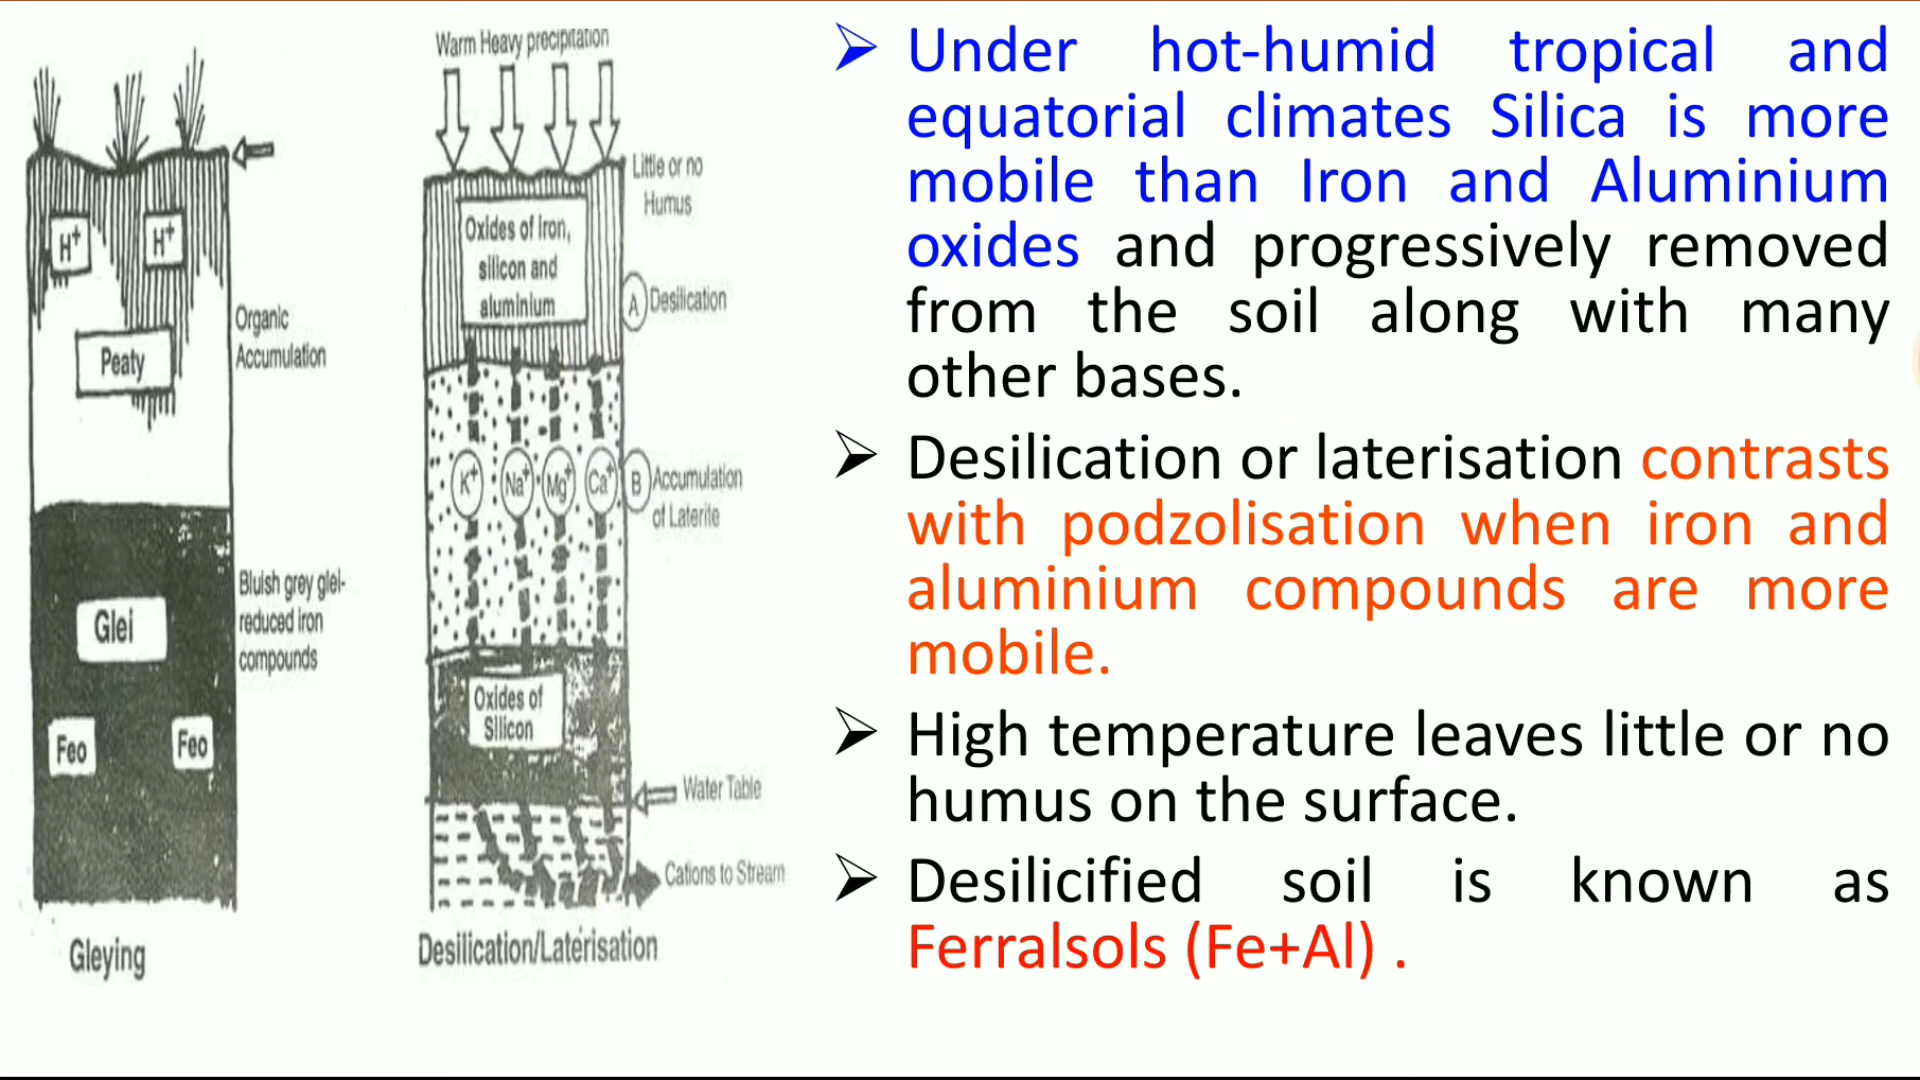 H+
H+
Peaty
Organic
Accumulation
Glei
Bluish grey glei-
reduced iron
compounds
Feo
Feo
Gleying
Warm Heavy precipitation
Little or no
Humus
Oxides of iron,
silicon and
aluminium
A Desilication
K+ Na+ Mg+ Ca+
B Accumulation
of Laterite
Oxides of
Silicon
Water Table
Cations to Stream
Desilication/Laterisation
➢ Under hot-humid tropical and
equatorial climates Silica is more
mobile than Iron and Aluminium
oxides and progressively removed
from the soil along with many
other bases.
➢ Desilication or laterisation contrasts
with podzolisation when iron and
aluminium compounds are more
mobile.
➢ High temperature leaves little or no
humus on the surface.
➢ Desilicified soil is known as
Ferralsols (Fe+Al) .